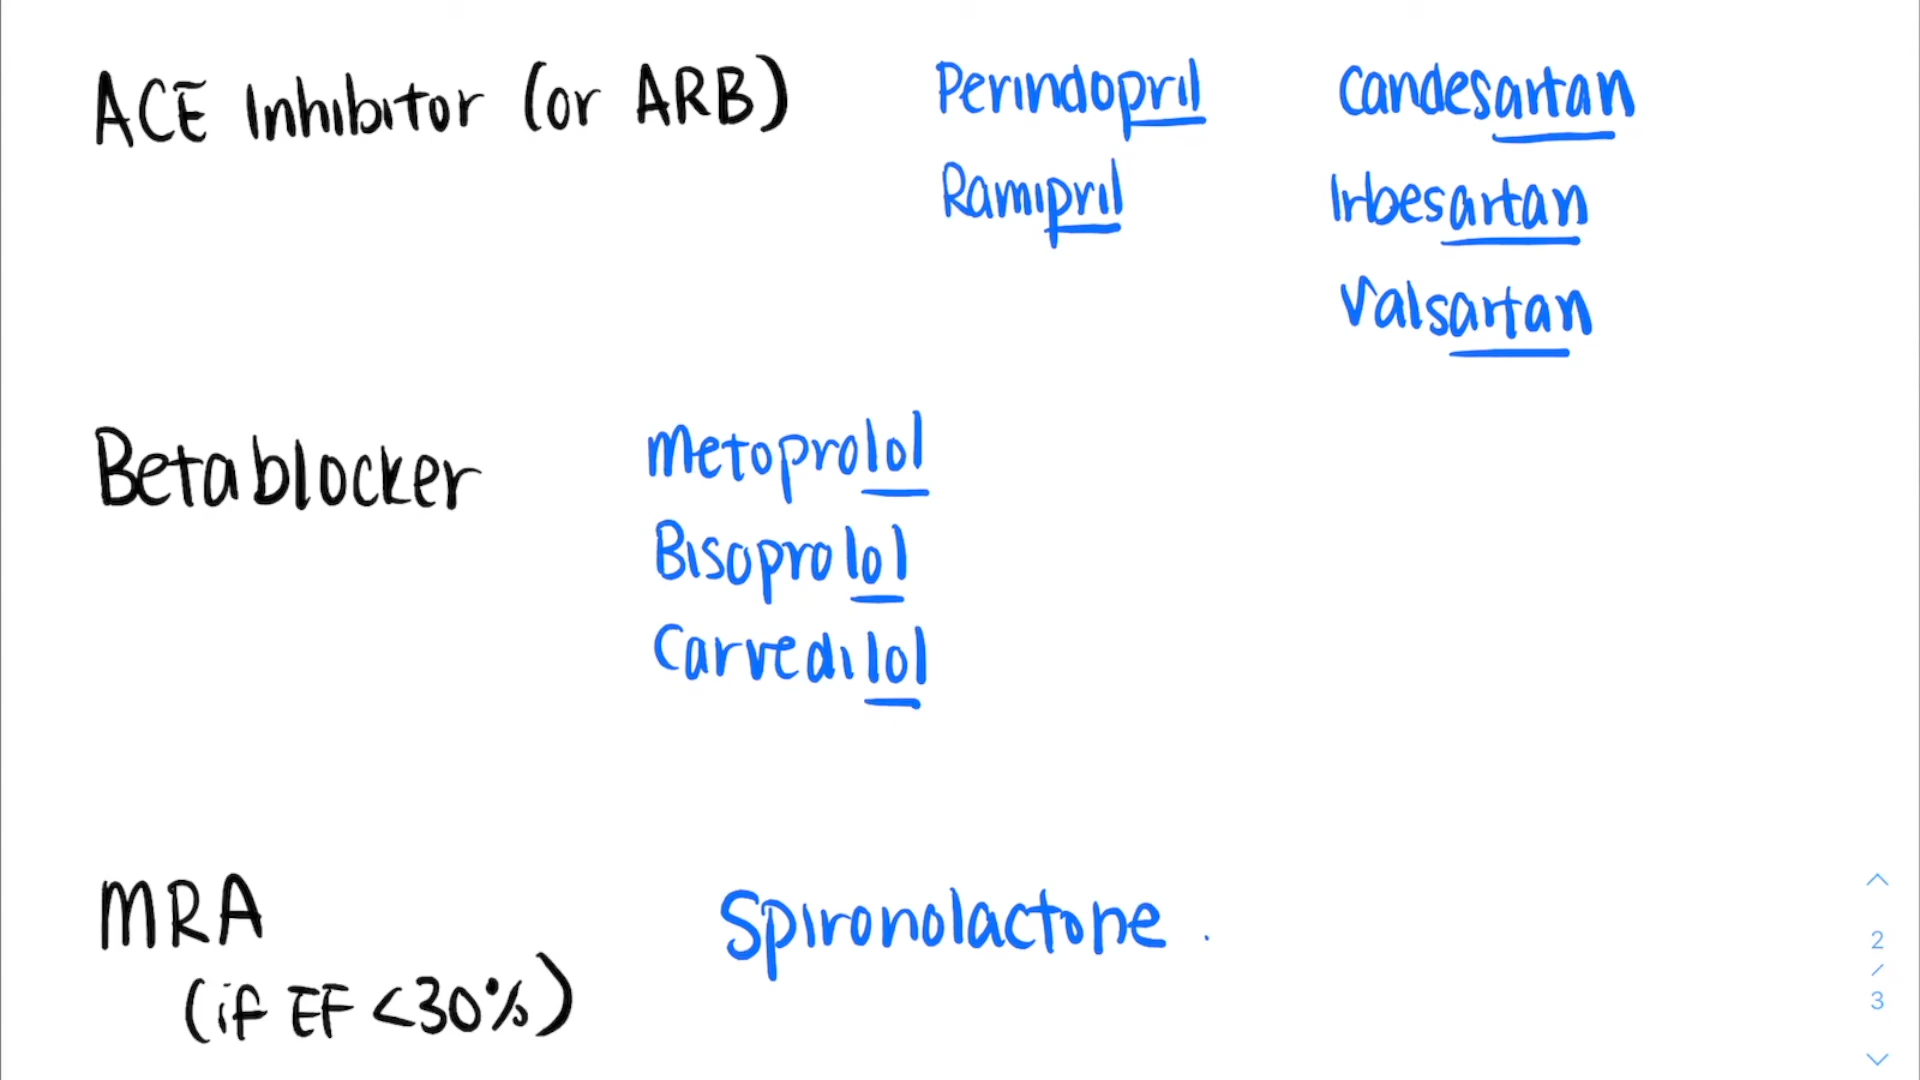 ACE Inhibitor (or ARB)
Perindopril
Ramipril
Candesartan
Irbesartan
Valsartan
Betablocker
Metoprolol
Bisoprolol
Carvedilol
MRA
(if EF <30%)
Spironolactone .
2
/
3